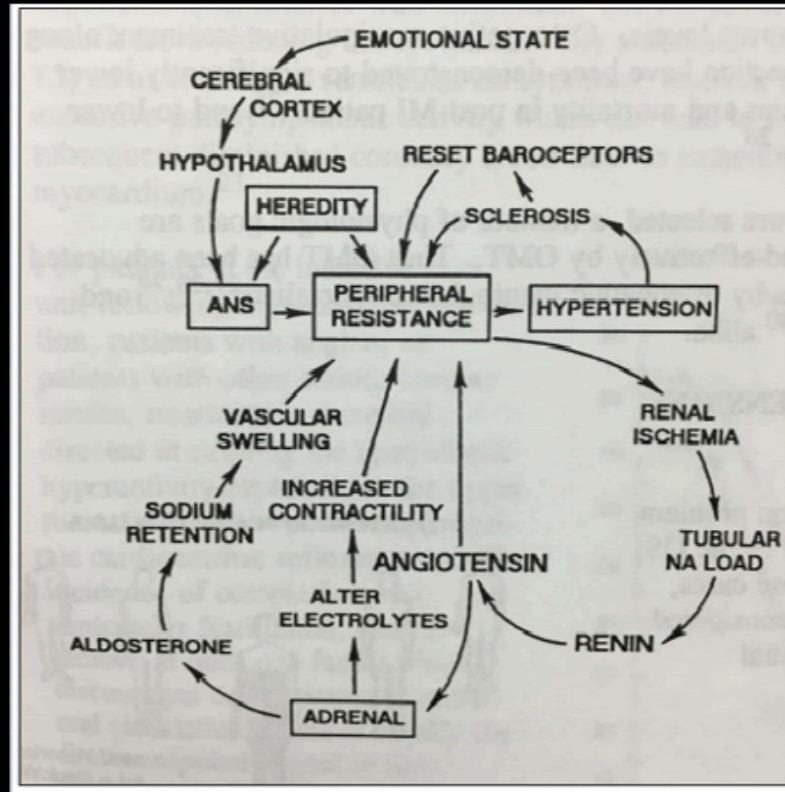 EMOTIONAL STATE
CEREBRAL
CORTEX
HYPOTHALAMUS
RESET BAROCEPTORS
HEREDITY
SCLEROSIS
ANS
PERIPHERAL
RESISTANCE
HYPERTENSION
VASCULAR
SWELLING
RENAL
ISCHEMIA
SODIUM
RETENTION
INCREASED
CONTRACTILITY
TUBULAR
NA LOAD
ANGIOTENSIN
ALTER
ELECTROLYTES
ALDOSTERONE
RENIN
ADRENAL